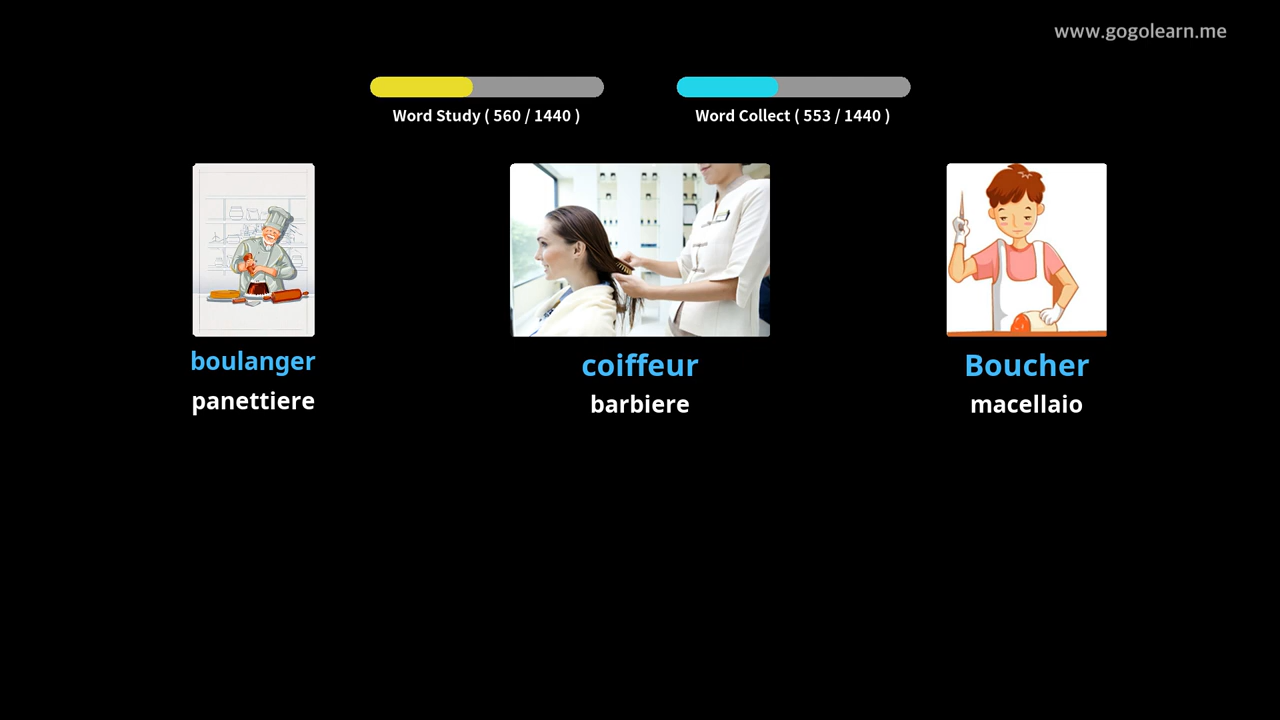 www.gogolearn.me
Word Study ( 560 / 1440 )
Word Collect ( 553 / 1440 )
boulanger
coiffeur
Boucher
panettiere
barbiere
macellaio